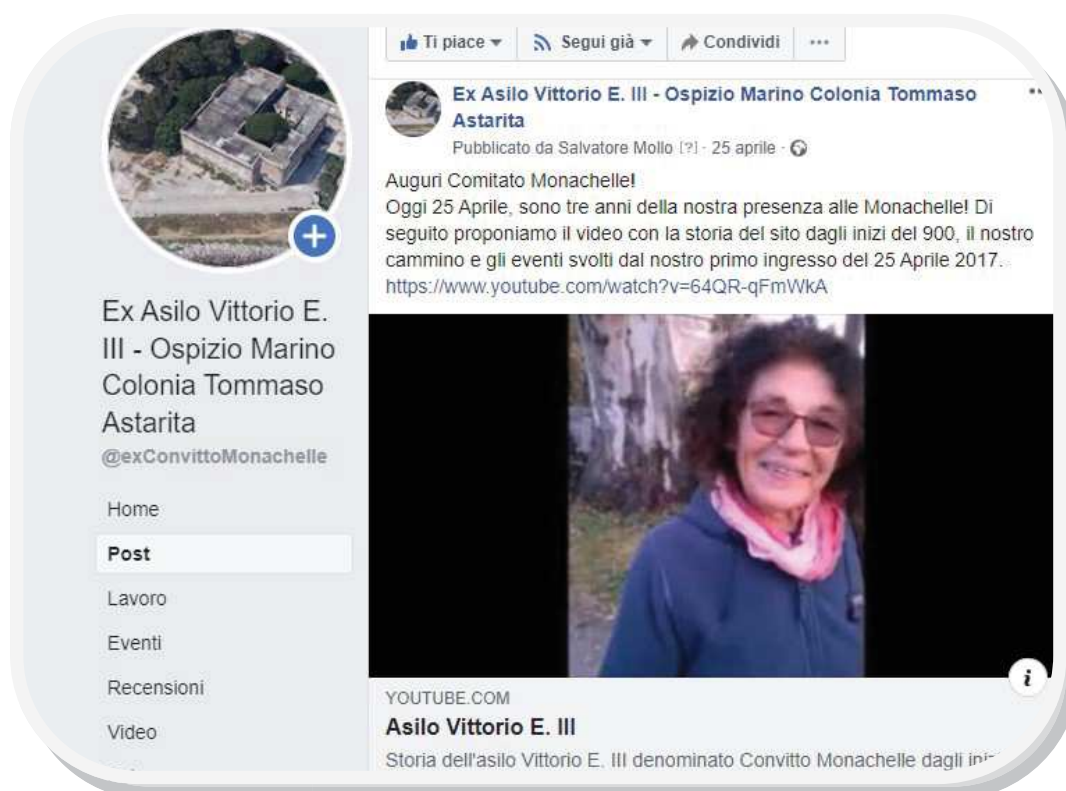 Ti piace
Segui già
Condividi
Ex Asilo Vittorio E. III - Ospizio Marino Colonia Tommaso
Astarita
Pubblicato da Salvatore Mollo [?] · 25 aprile ·
Auguri Comitato Monachelle!
Oggi 25 Aprile, sono tre anni della nostra presenza alle Monachelle! Di
seguito proponiamo il video con la storia del sito dagli inizi del 900, il nostro
cammino e gli eventi svolti dal nostro primo ingresso del 25 Aprile 2017.
https://www.youtube.com/watch?v=64QR-qFmWkA
Ex Asilo Vittorio E.
III - Ospizio Marino
Colonia Tommaso
Astarita
@exConvittoMonachelle
Home
Post
Lavoro
Eventi
Recensioni
Video
YOUTUBE.COM
Asilo Vittorio E. III
Storia dell'asilo Vittorio E. III denominato Convitto Monachelle dagli